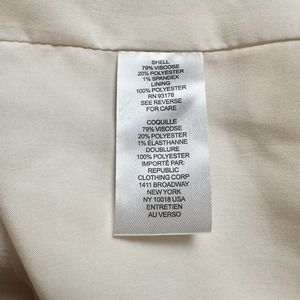 SHELL
79% VISCOSE
20% POLYESTER
1% SPANDEX
LINING
100% POLYESTER
RN 93178
SEE REVERSE
FOR CARE
COQUILLE
79% VISCOSE
20% POLYESTER
1% ÉLASTHANNE
DOUBLURE
100% POLYESTER
IMPORTÉ PAR:
REPUBLIC
CLOTHING CORP
1411 BROADWAY
NEW YORK
NY 10018 USA
ENTRETIEN
AU VERSO